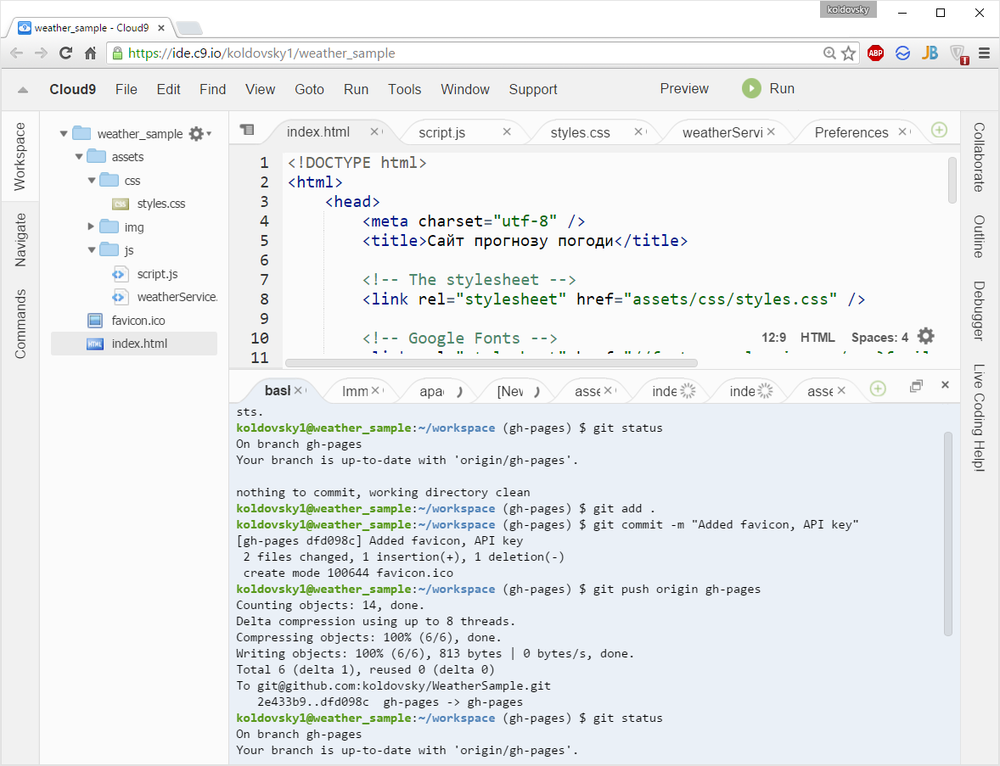 koldovsky
weather_sample - Cloud9
https://ide.c9.io/koldovsky1/weather_sample
ABP
JB
Cloud9 File Edit Find View Goto Run Tools Window Support Preview Run
Workspace
Navigate
Commands
weather_sample
assets
css
styles.css
img
js
script.js
weatherService.
favicon.ico
index.html
index.html script.js styles.css weatherServi Preferences
1 <!DOCTYPE html>
2 <html>
3 <head>
4 <meta charset="utf-8" />
5 <title>Сайт прогнозу погоди</title>
6
7 <!-- The stylesheet -->
8 <link rel="stylesheet" href="assets/css/styles.css" />
9
10 <!-- Google Fonts -->
11
12:9 HTML Spaces: 4
Collaborate
Outline
Debugger
Live Coding Help!
bash Imm apac [New asse inde inde asse
sts.
koldovsky1@weather_sample:~/workspace (gh-pages) $ git status
On branch gh-pages
Your branch is up-to-date with 'origin/gh-pages'.
nothing to commit, working directory clean
koldovsky1@weather_sample:~/workspace (gh-pages) $ git add .
koldovsky1@weather_sample:~/workspace (gh-pages) $ git commit -m "Added favicon, API key"
[gh-pages dfd098c] Added favicon, API key
2 files changed, 1 insertion(+), 1 deletion(-)
create mode 100644 favicon.ico
koldovsky1@weather_sample:~/workspace (gh-pages) $ git push origin gh-pages
Counting objects: 14, done.
Delta compression using up to 8 threads.
Compressing objects: 100% (6/6), done.
Writing objects: 100% (6/6), 813 bytes | 0 bytes/s, done.
Total 6 (delta 1), reused 0 (delta 0)
To git@github.com:koldovsky/WeatherSample.git
2e433b9..dfd098c gh-pages -> gh-pages
koldovsky1@weather_sample:~/workspace (gh-pages) $ git status
On branch gh-pages
Your branch is up-to-date with 'origin/gh-pages'.